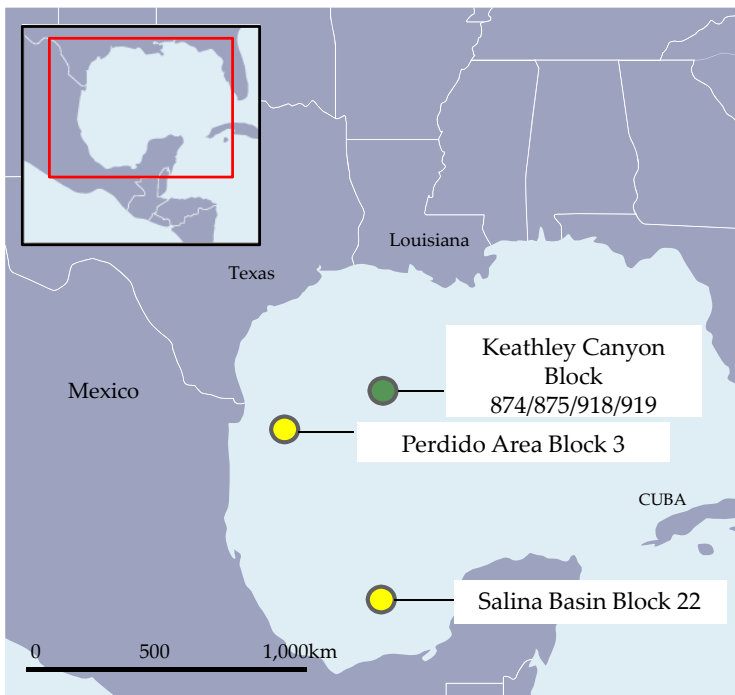 Louisiana
Texas
Keathley Canyon
Block
874/875/918/919
Mexico
Perdido Area Block 3
CUBA
Salina Basin Block 22
0 500 1,000km